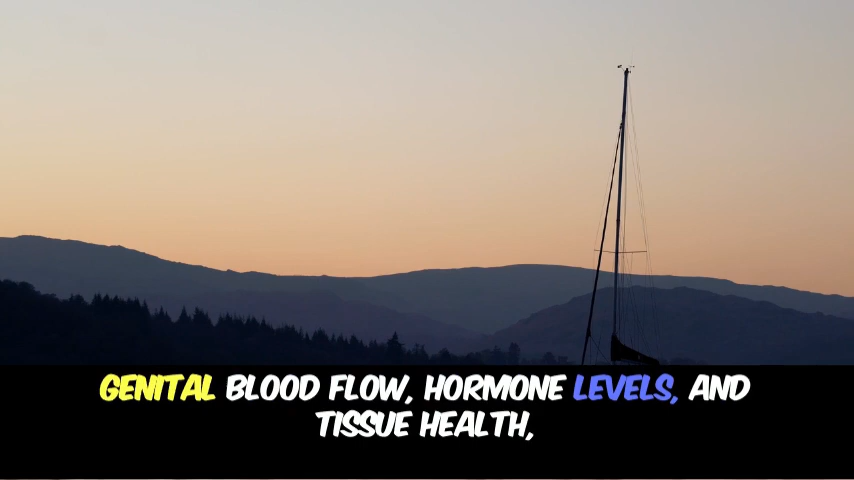 GENITAL BLOOD FLOW, HORMONE LEVELS, AND
TISSUE HEALTH,